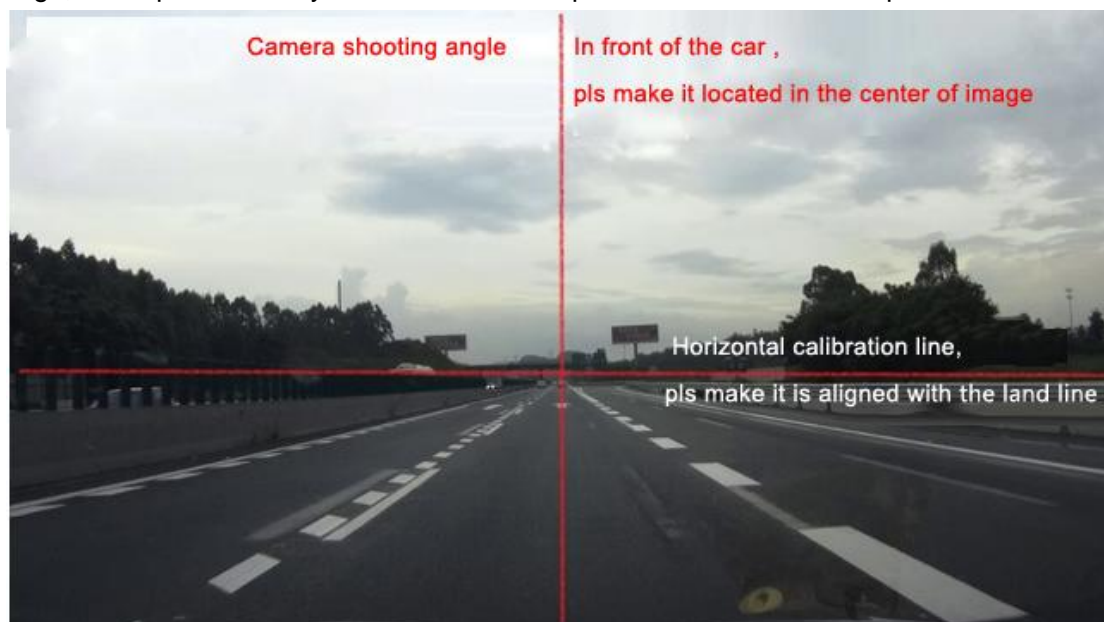 Camera shooting angle
In front of the car ,
pls make it located in the center of image
Horizontal calibration line,
pls make it is aligned with the land line